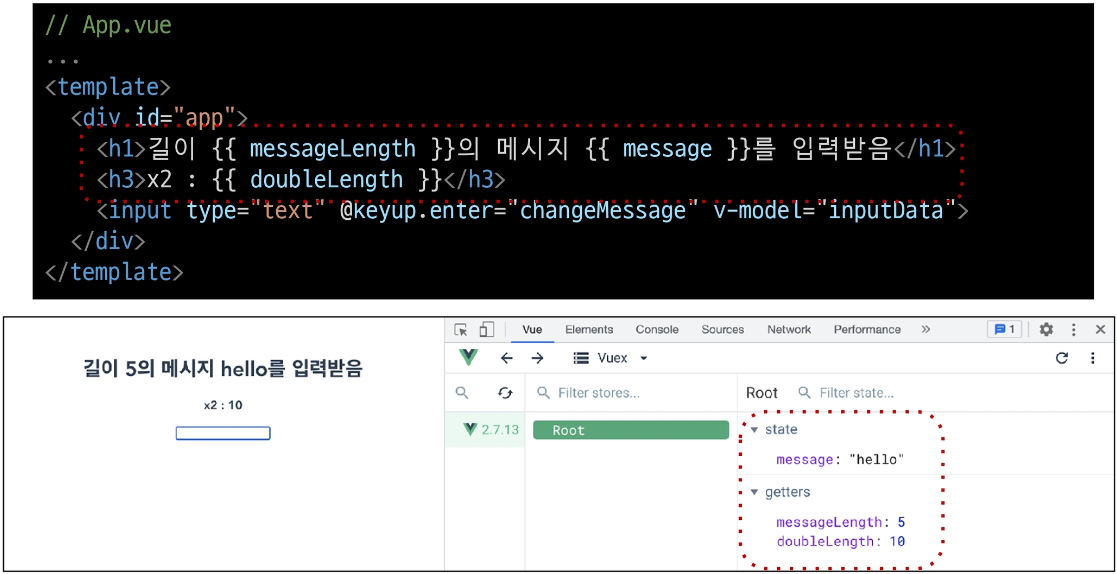 // App.vue
...
<template>
<div id="app">
<h1>길이 {{ messageLength }}의 메시지 {{ message }}를 입력받음</h1>
<h3>x2 : {{ doubleLength }}</h3>
<input type="text" @keyup.enter="changeMessage" v-model="inputData">
</div>
</template>
길이 5의 메시지 hello를 입력받음
x2 : 10
Vue Elements Console Sources Network Performance » 1
Vuex
Filter stores...
Root Filter state...
2.7.13
Root
state
message: "hello"
getters
messageLength: 5
doubleLength: 10